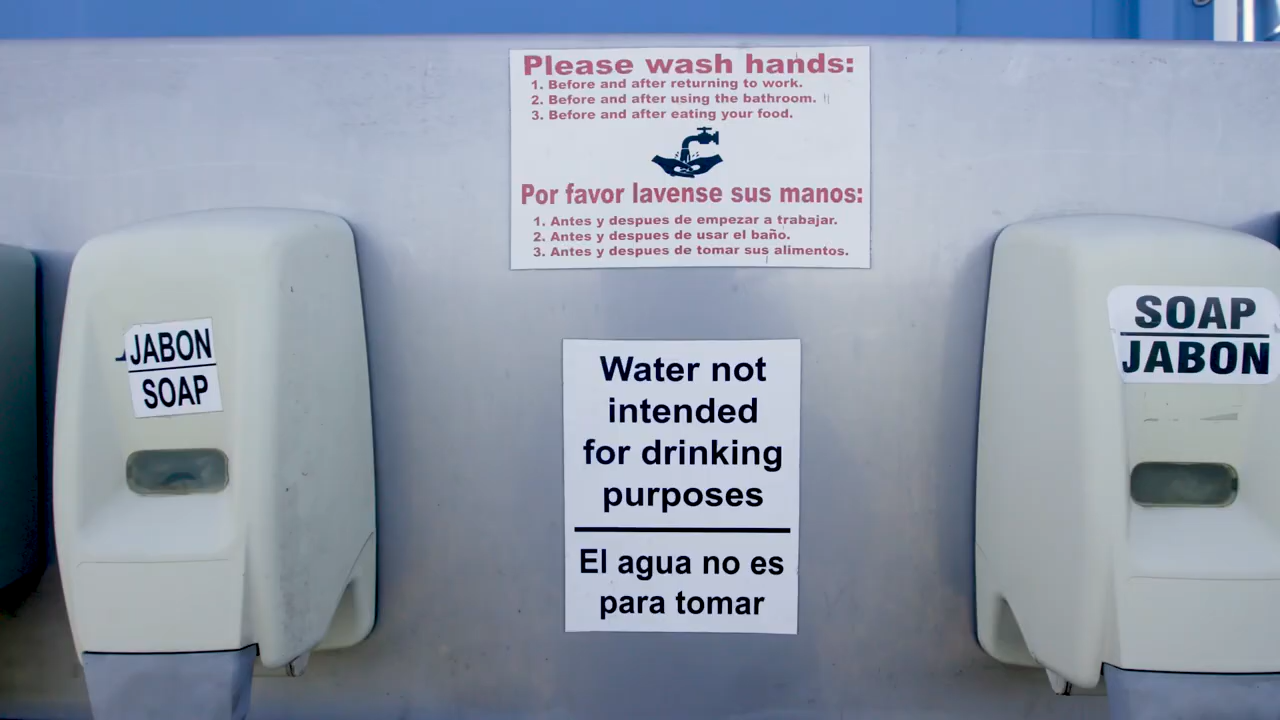 Please wash hands:
1. Before and after returning to work.
2. Before and after using the bathroom.
3. Before and after eating your food.
Por favor lavense sus manos:
1. Antes y despues de empezar a trabajar.
2. Antes y despues de usar el baño.
3. Antes y despues de tomar sus alimentos.
JABON
SOAP
SOAP
JABON
Water not
intended
for drinking
purposes
El agua no es
para tomar